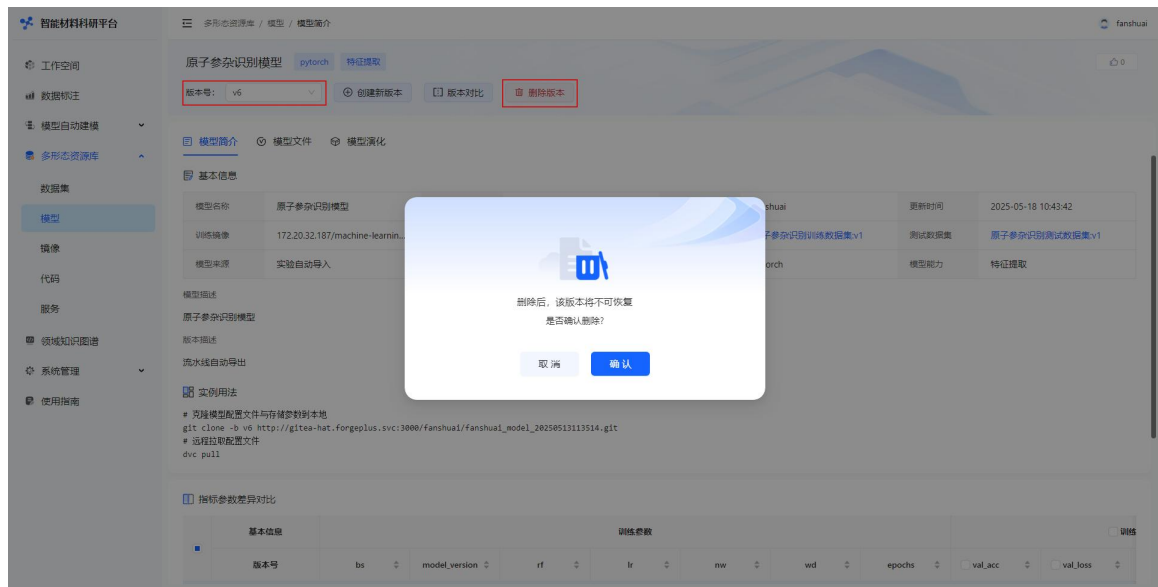 智能材料科研平台
多形态资源库 / 模型 / 模型简介
fanshuai
工作空间
数据标注
模型自动建模
多形态资源库
数据集
模型
镜像
代码
服务
领域知识图谱
系统管理
使用指南
原子参杂识别模型 pytorch 特征提取
0
版本号: v6 创建新版本 版本对比 删除版本
模型简介 模型文件 模型演化
基本信息
模型名称 原子参杂识别模型 shuai 更新时间 2025-05-18 10:43:42
训练镜像 172.20.32.187/machine-learnin... 子参杂识别训练数据集:v1 测试数据集 原子参杂识别测试数据集:v1
模型来源 实验自动导入 orch 模型能力 特征提取
模型描述
原子参杂识别模型
版本描述
流水线自动导出
删除后，该版本将不可恢复
是否确认删除?
取消 确认
实例用法
# 克隆模型配置文件与存储参数到本地
git clone -b v6 http://gitea-hat.forgeplus.svc:3000/fanshuai/fanshuai_model_20250513113514.git
# 远程拉取配置文件
dvc pull
指标参数差异对比
基本信息 训练参数 训练
版本号 bs model_version rf lr nw wd epochs val_acc val_loss